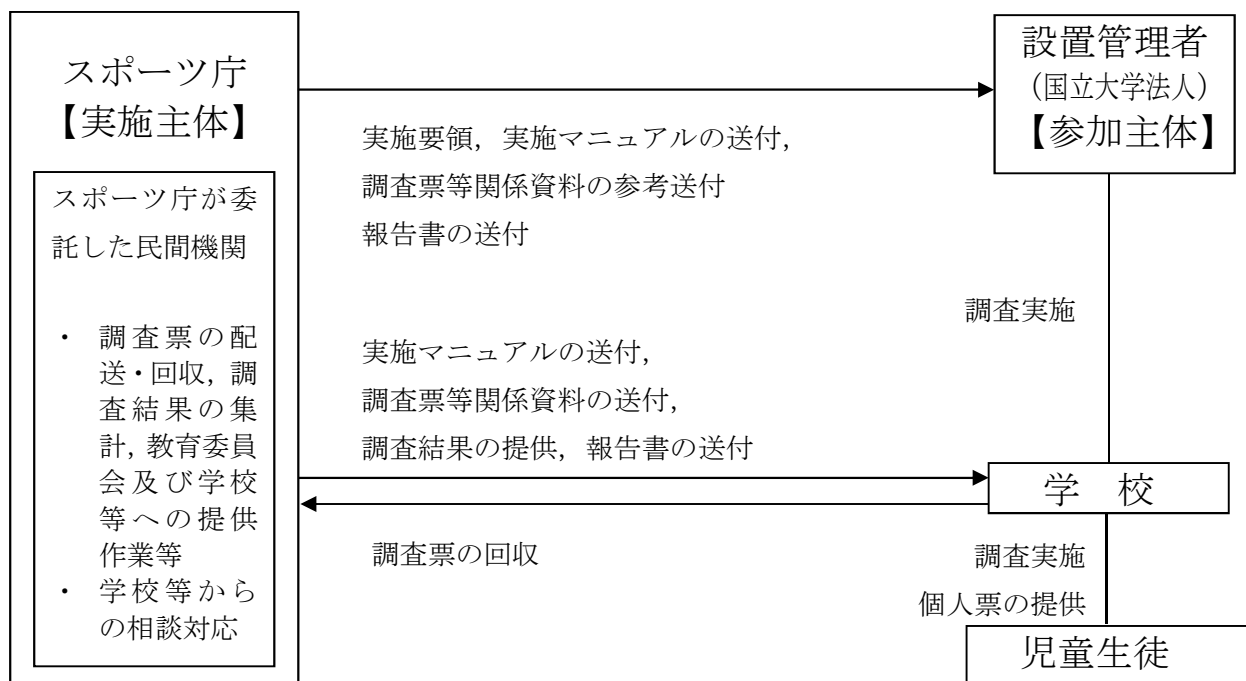 スポーツ庁
【実施主体】
スポーツ庁が委
託した民間機関
・ 調査票の配
送・回収,調
査結果の集
計,教育委員
会及び学校
等への提供
作業等
・ 学校等から
の相談対応
実施要領，実施マニュアルの送付，
調査票等関係資料の参考送付
報告書の送付
実施マニュアルの送付，
調査票等関係資料の送付，
調査結果の提供，報告書の送付
調査票の回収
設置管理者
（国立大学法人）
【参加主体】
調査実施
学　校
調査実施
個人票の提供
児童生徒